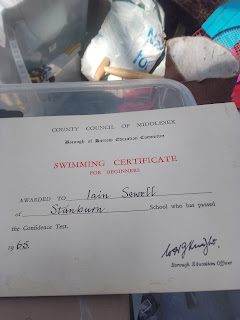 COUNTY COUNCIL OF MIDDLESEX
Borough of Harrow Education Committee
SWIMMING CERTIFICATE
FOR BEGINNERS
AWARDED TO Iain Sewell
of Stanburn School who has passed
the Confidence Test.
1965.
Borough Education Officer